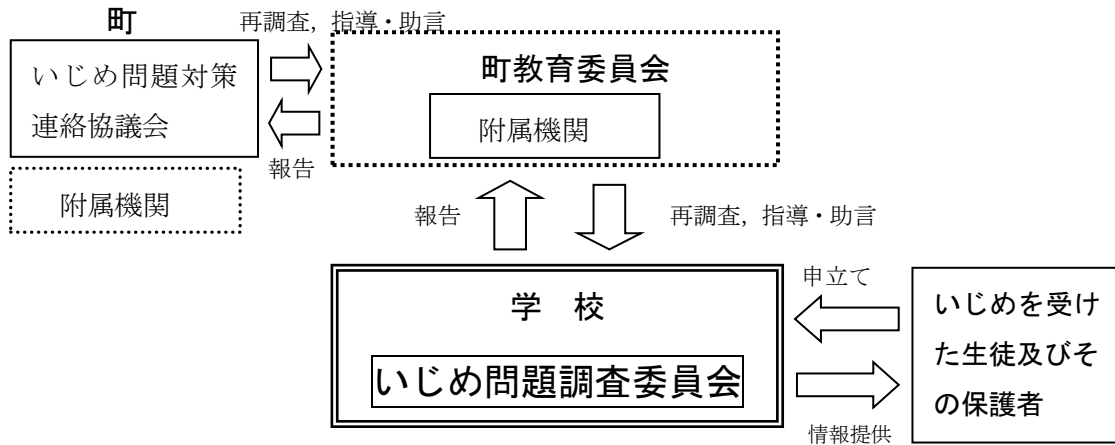 町
再調査，指導・助言
いじめ問題対策
連絡協議会
町教育委員会
附属機関
報告
附属機関
報告
再調査，指導・助言
申立て
学 校
いじめ問題調査委員会
いじめを受け
た生徒及びそ
の保護者
情報提供